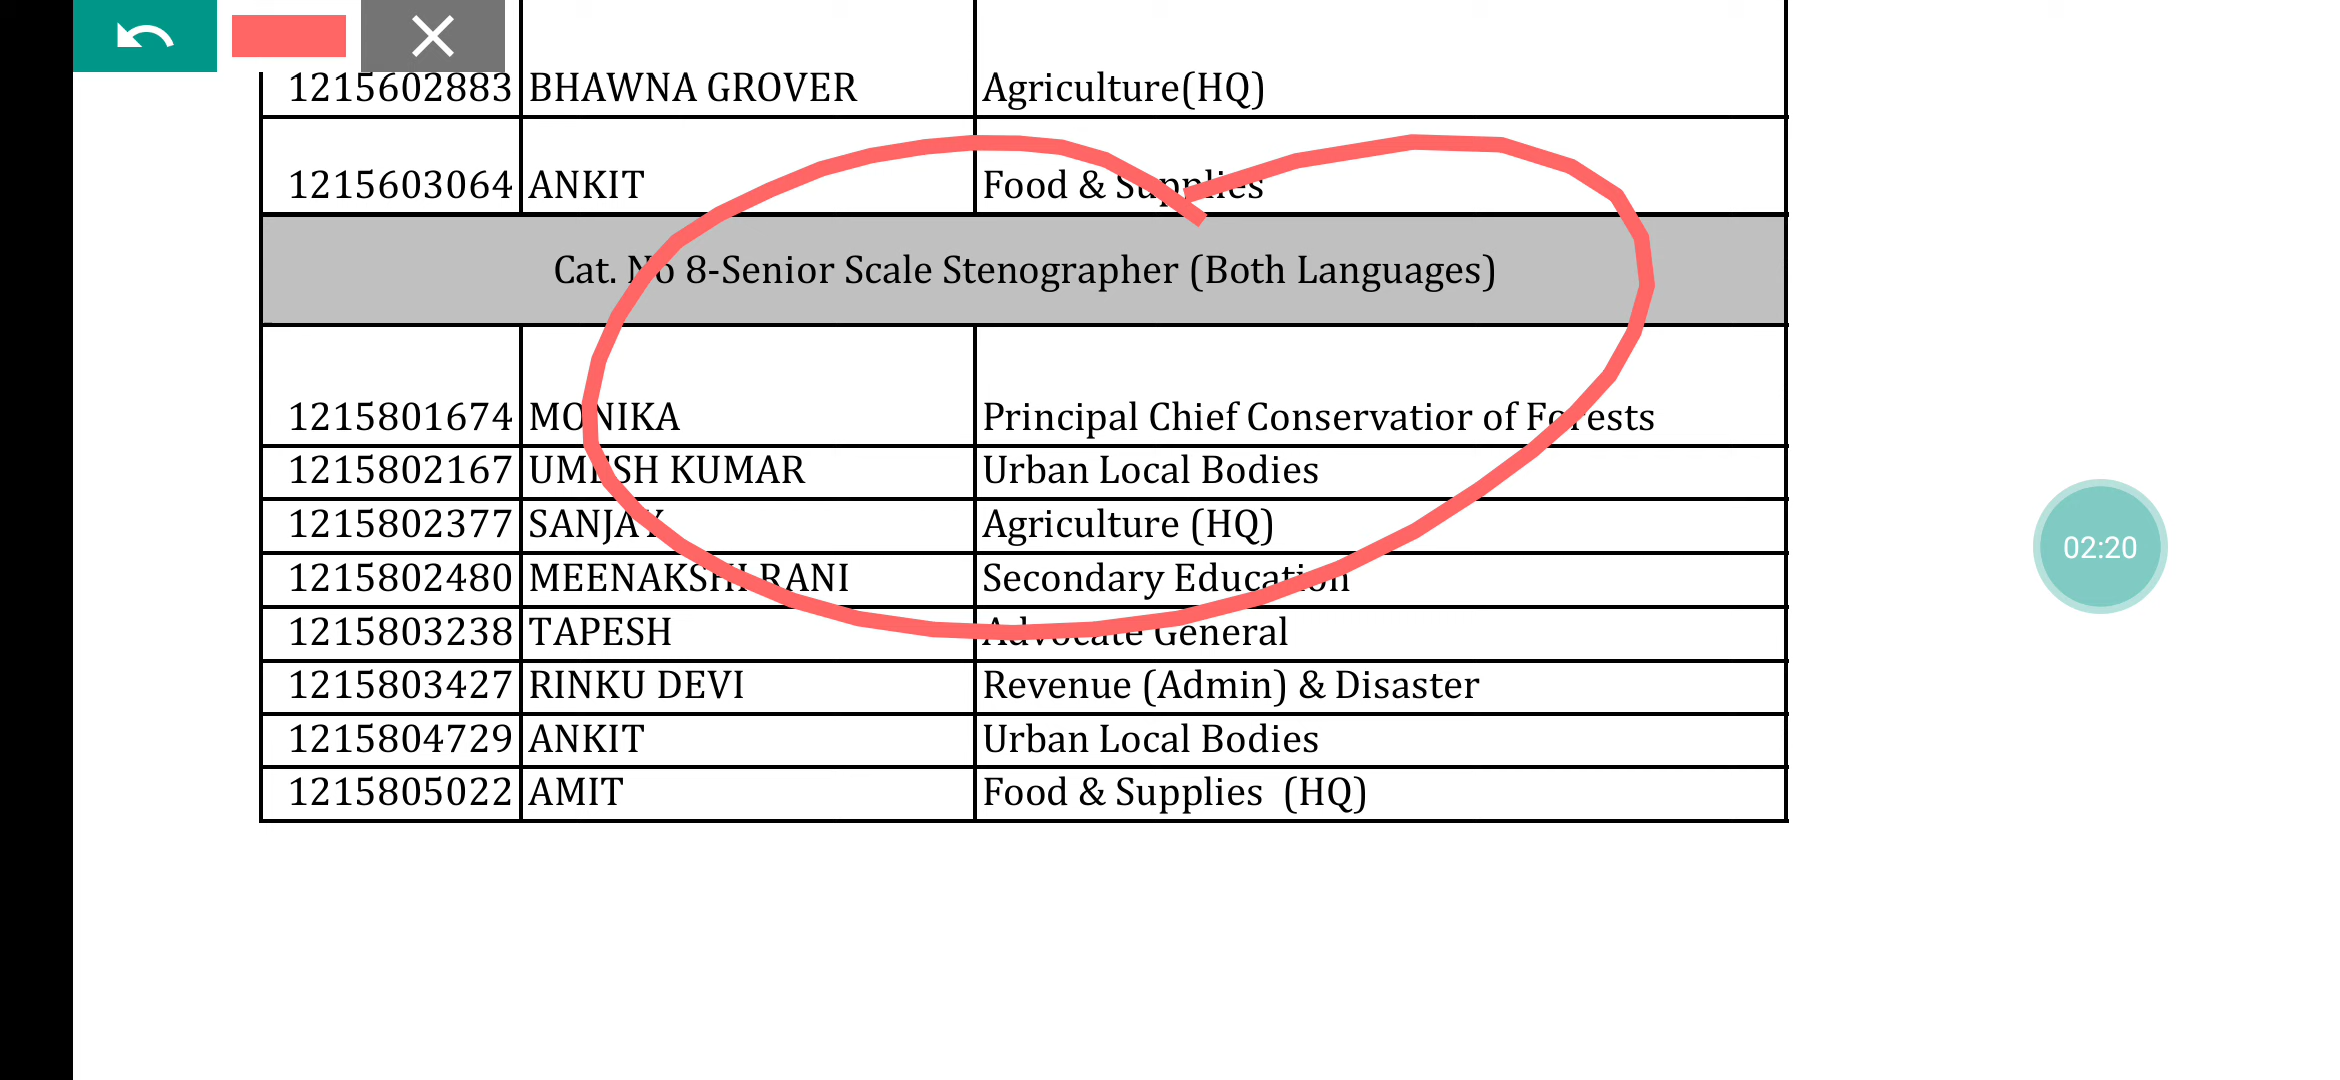 1215602883 BHAWNA GROVER Agriculture(HQ)
1215603064 ANKIT Food & Supplies
Cat. No 8-Senior Scale Stenographer (Both Languages)
1215801674 MONIKA Principal Chief Conservatior of Forests
1215802167 UMESH KUMAR Urban Local Bodies
1215802377 SANJAY Agriculture (HQ)
1215802480 MEENAKSHI RANI Secondary Education
1215803238 TAPESH Advocate General
1215803427 RINKU DEVI Revenue (Admin) & Disaster
1215804729 ANKIT Urban Local Bodies
1215805022 AMIT Food & Supplies (HQ)
02:20